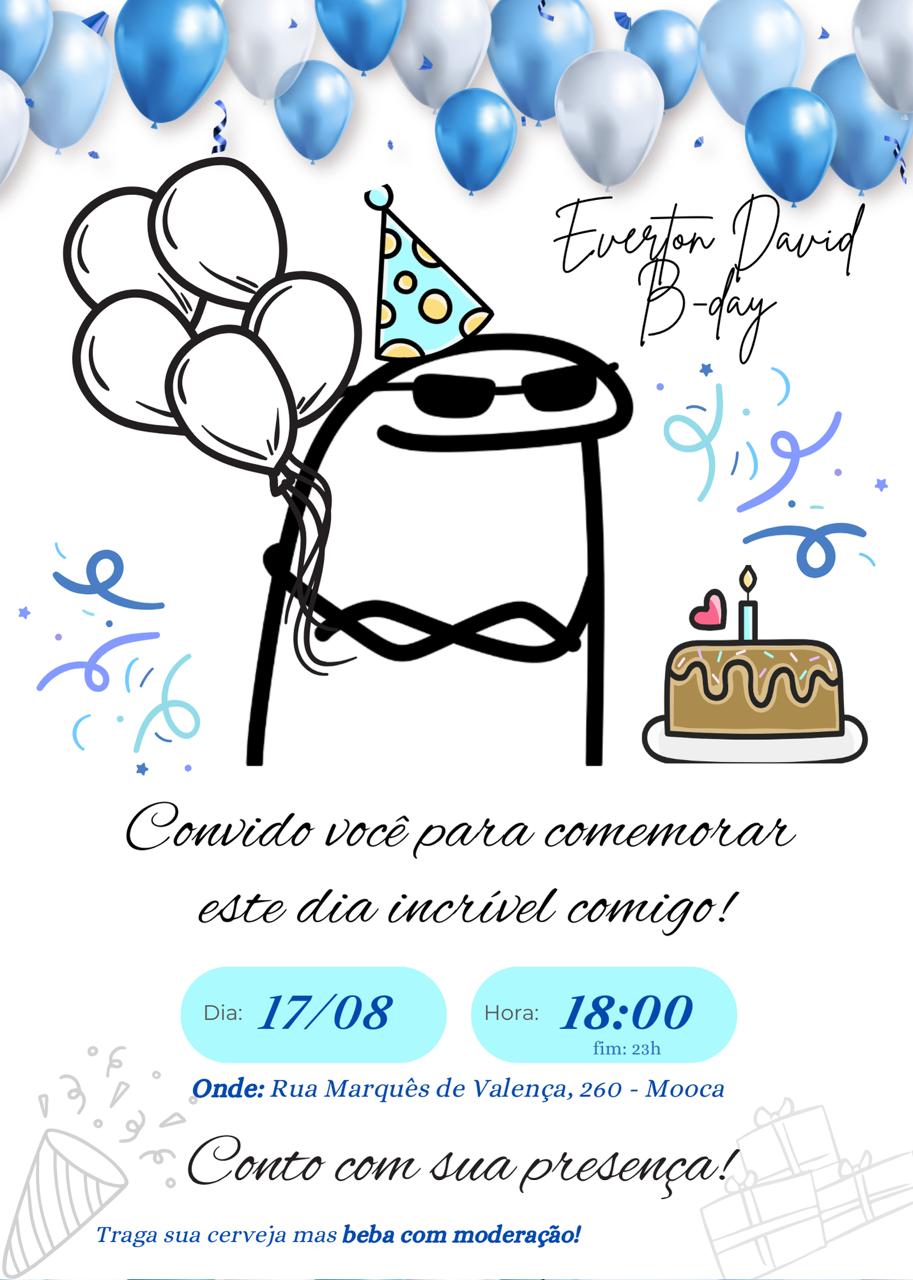 Everton David
B-day
Convido você para comemorar
este dia incrível comigo!
Dia: 17/08
Hora: 18:00
fim: 23h
Onde: Rua Marquês de Valença, 260 - Mooca
Conto com sua presença!
Traga sua cerveja mas beba com moderação!